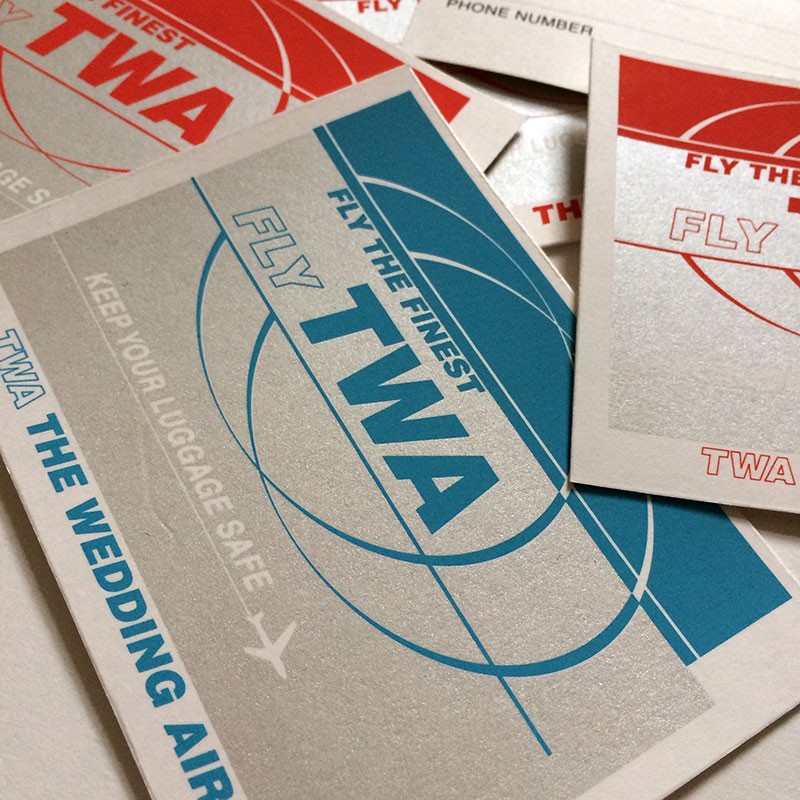 FLY
PHONE NUMBER
THE FINEST
TWA
FLY THE FINEST
FLY
TWA
KEEP YOUR LUGGAGE SAFE
TWA THE WEDDING AIR
FLY THE
FLY
TWA